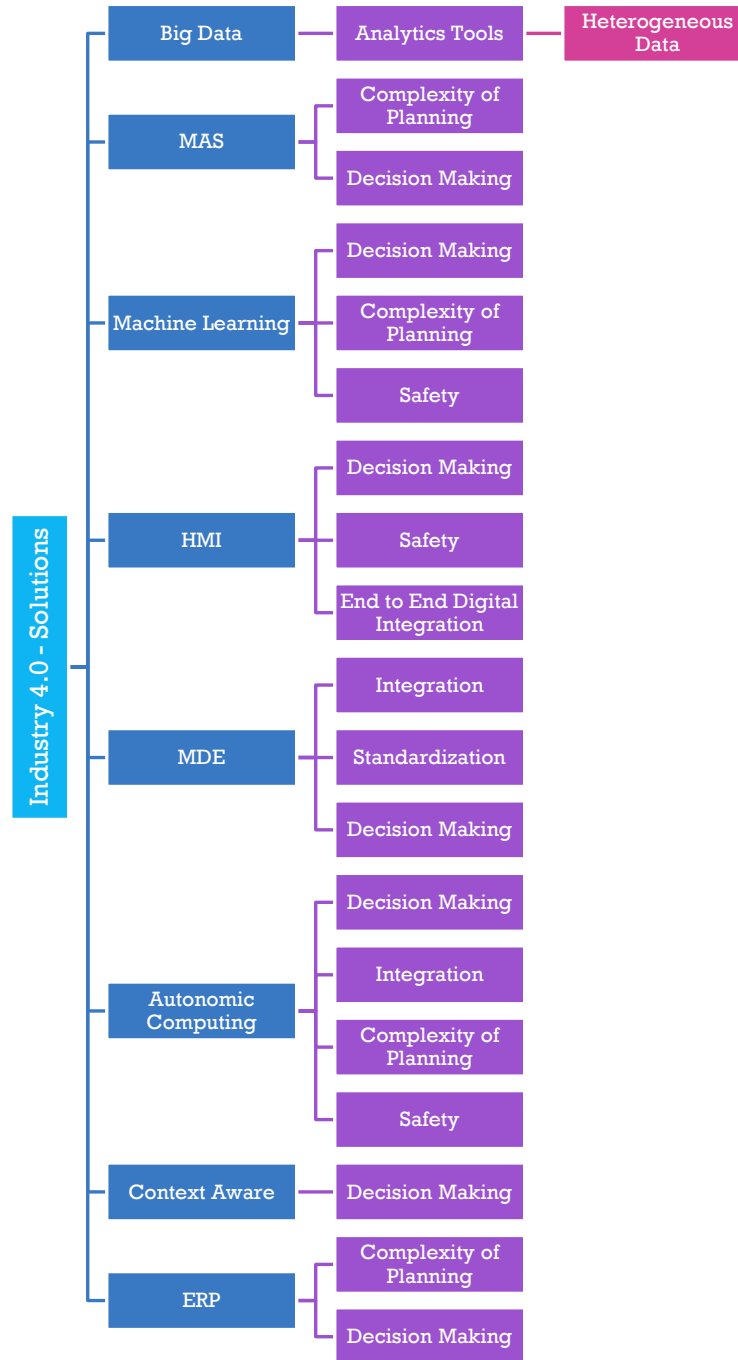 Industry 4.0 - Solutions
Big Data
Analytics Tools
Heterogeneous
Data
MAS
Complexity of
Planning
Decision Making
Machine Learning
Decision Making
Complexity of
Planning
Safety
HMI
Decision Making
Safety
End to End Digital
Integration
MDE
Integration
Standardization
Decision Making
Autonomic
Computing
Decision Making
Integration
Complexity of
Planning
Safety
Context Aware
Decision Making
ERP
Complexity of
Planning
Decision Making